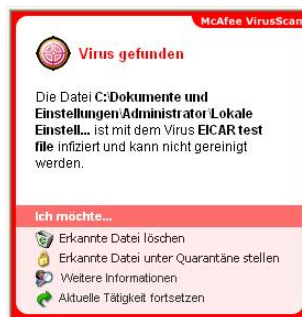 McAfee VirusScan
Virus gefunden
Die Datei C:\Dokumente und
Einstellungen\Administrator\Lokale
Einstell... ist mit dem Virus EICAR test
file infiziert und kann nicht gereinigt
werden.
Ich möchte...
Erkannte Datei löschen
Erkannte Datei unter Quarantäne stellen
Weitere Informationen
Aktuelle Tätigkeit fortsetzen